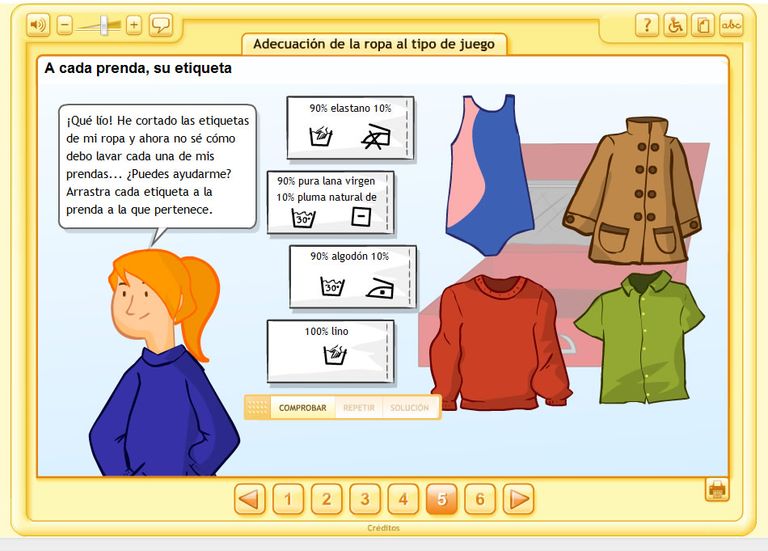 ? abc
Adecuación de la ropa al tipo de juego
A cada prenda, su etiqueta
¡Qué lío! He cortado las etiquetas
de mi ropa y ahora no sé cómo
debo lavar cada una de mis
prendas... ¿Puedes ayudarme?
Arrastra cada etiqueta a la
prenda a la que pertenece.
90% elastano 10%
90% pura lana virgen
10% pluma natural de
30°
90% algodón 10%
30°
100% lino
COMPROBAR REPETIR SOLUCIÓN
1 2 3 4 5 6
Créditos